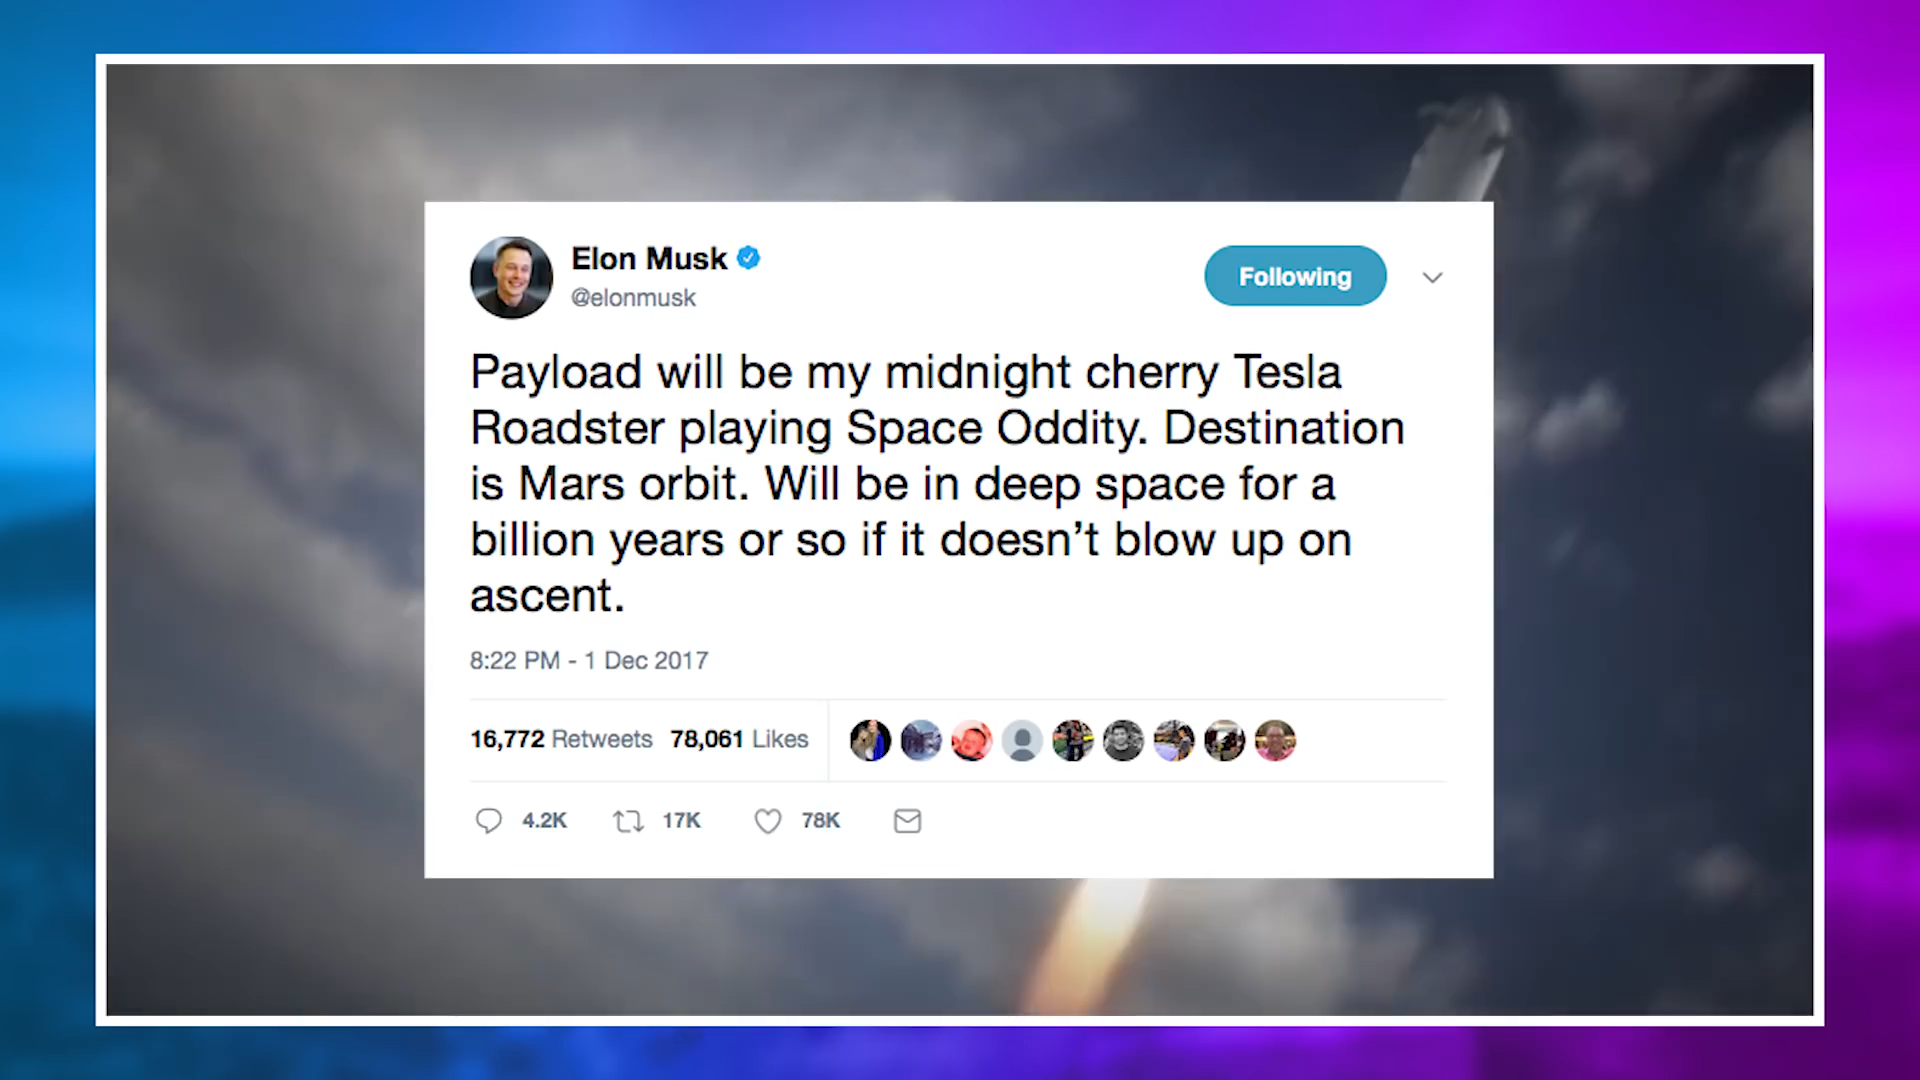 Elon Musk
@elonmusk
Following
Payload will be my midnight cherry Tesla
Roadster playing Space Oddity. Destination
is Mars orbit. Will be in deep space for a
billion years or so if it doesn’t blow up on
ascent.
8:22 PM - 1 Dec 2017
16,772 Retweets 78,061 Likes
4.2K 17K 78K